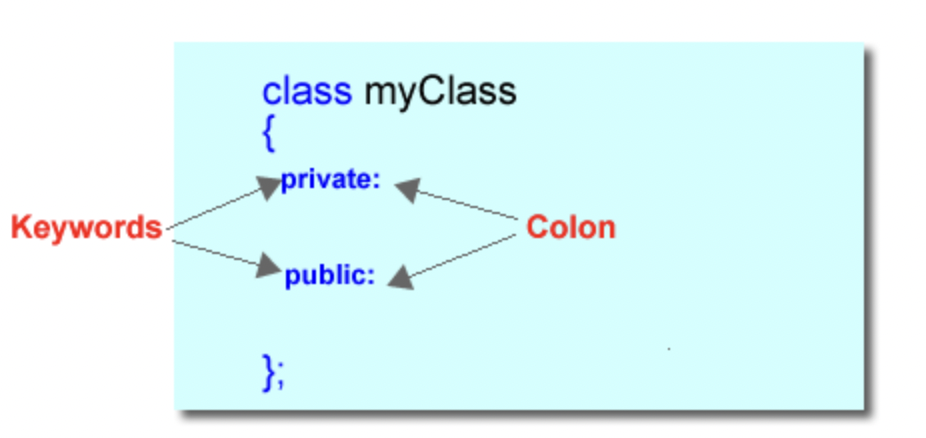 class myClass
{
private:
Keywords
Colon
public:
};